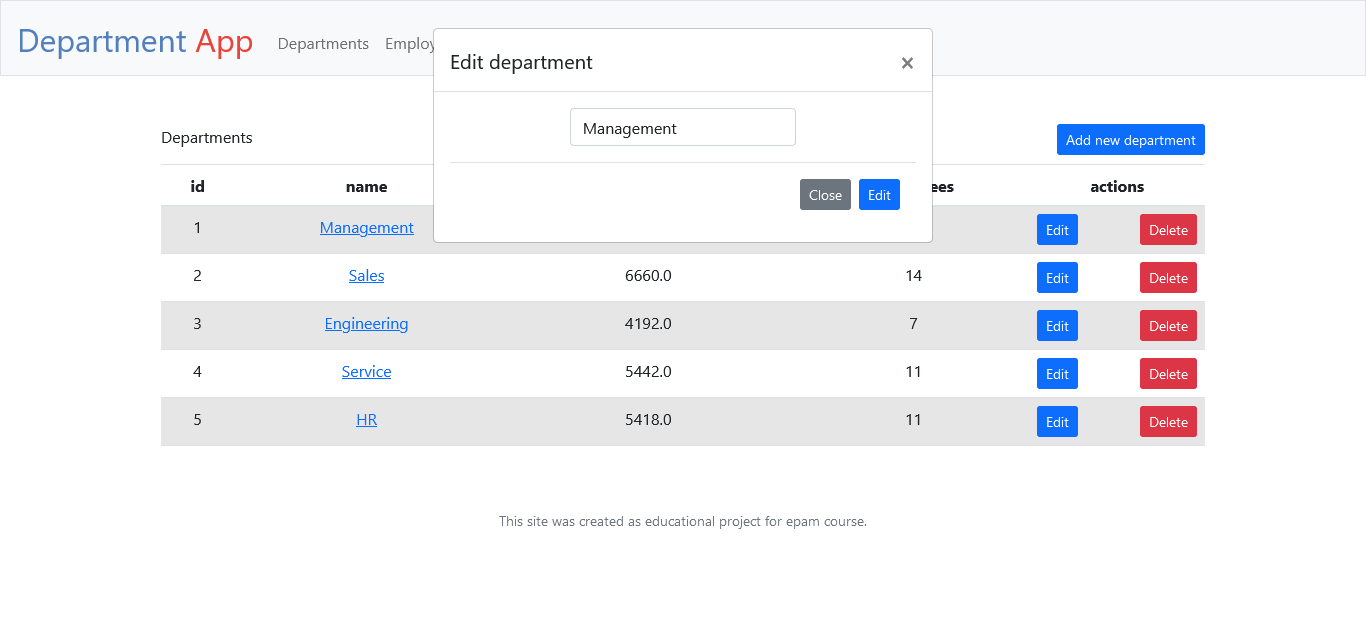 Department App Departments Employ
Edit department ×
Management
Close Edit
Departments Add new department
id name ees actions
1 Management Edit Delete
2 Sales 6660.0 14 Edit Delete
3 Engineering 4192.0 7 Edit Delete
4 Service 5442.0 11 Edit Delete
5 HR 5418.0 11 Edit Delete
This site was created as educational project for epam course.